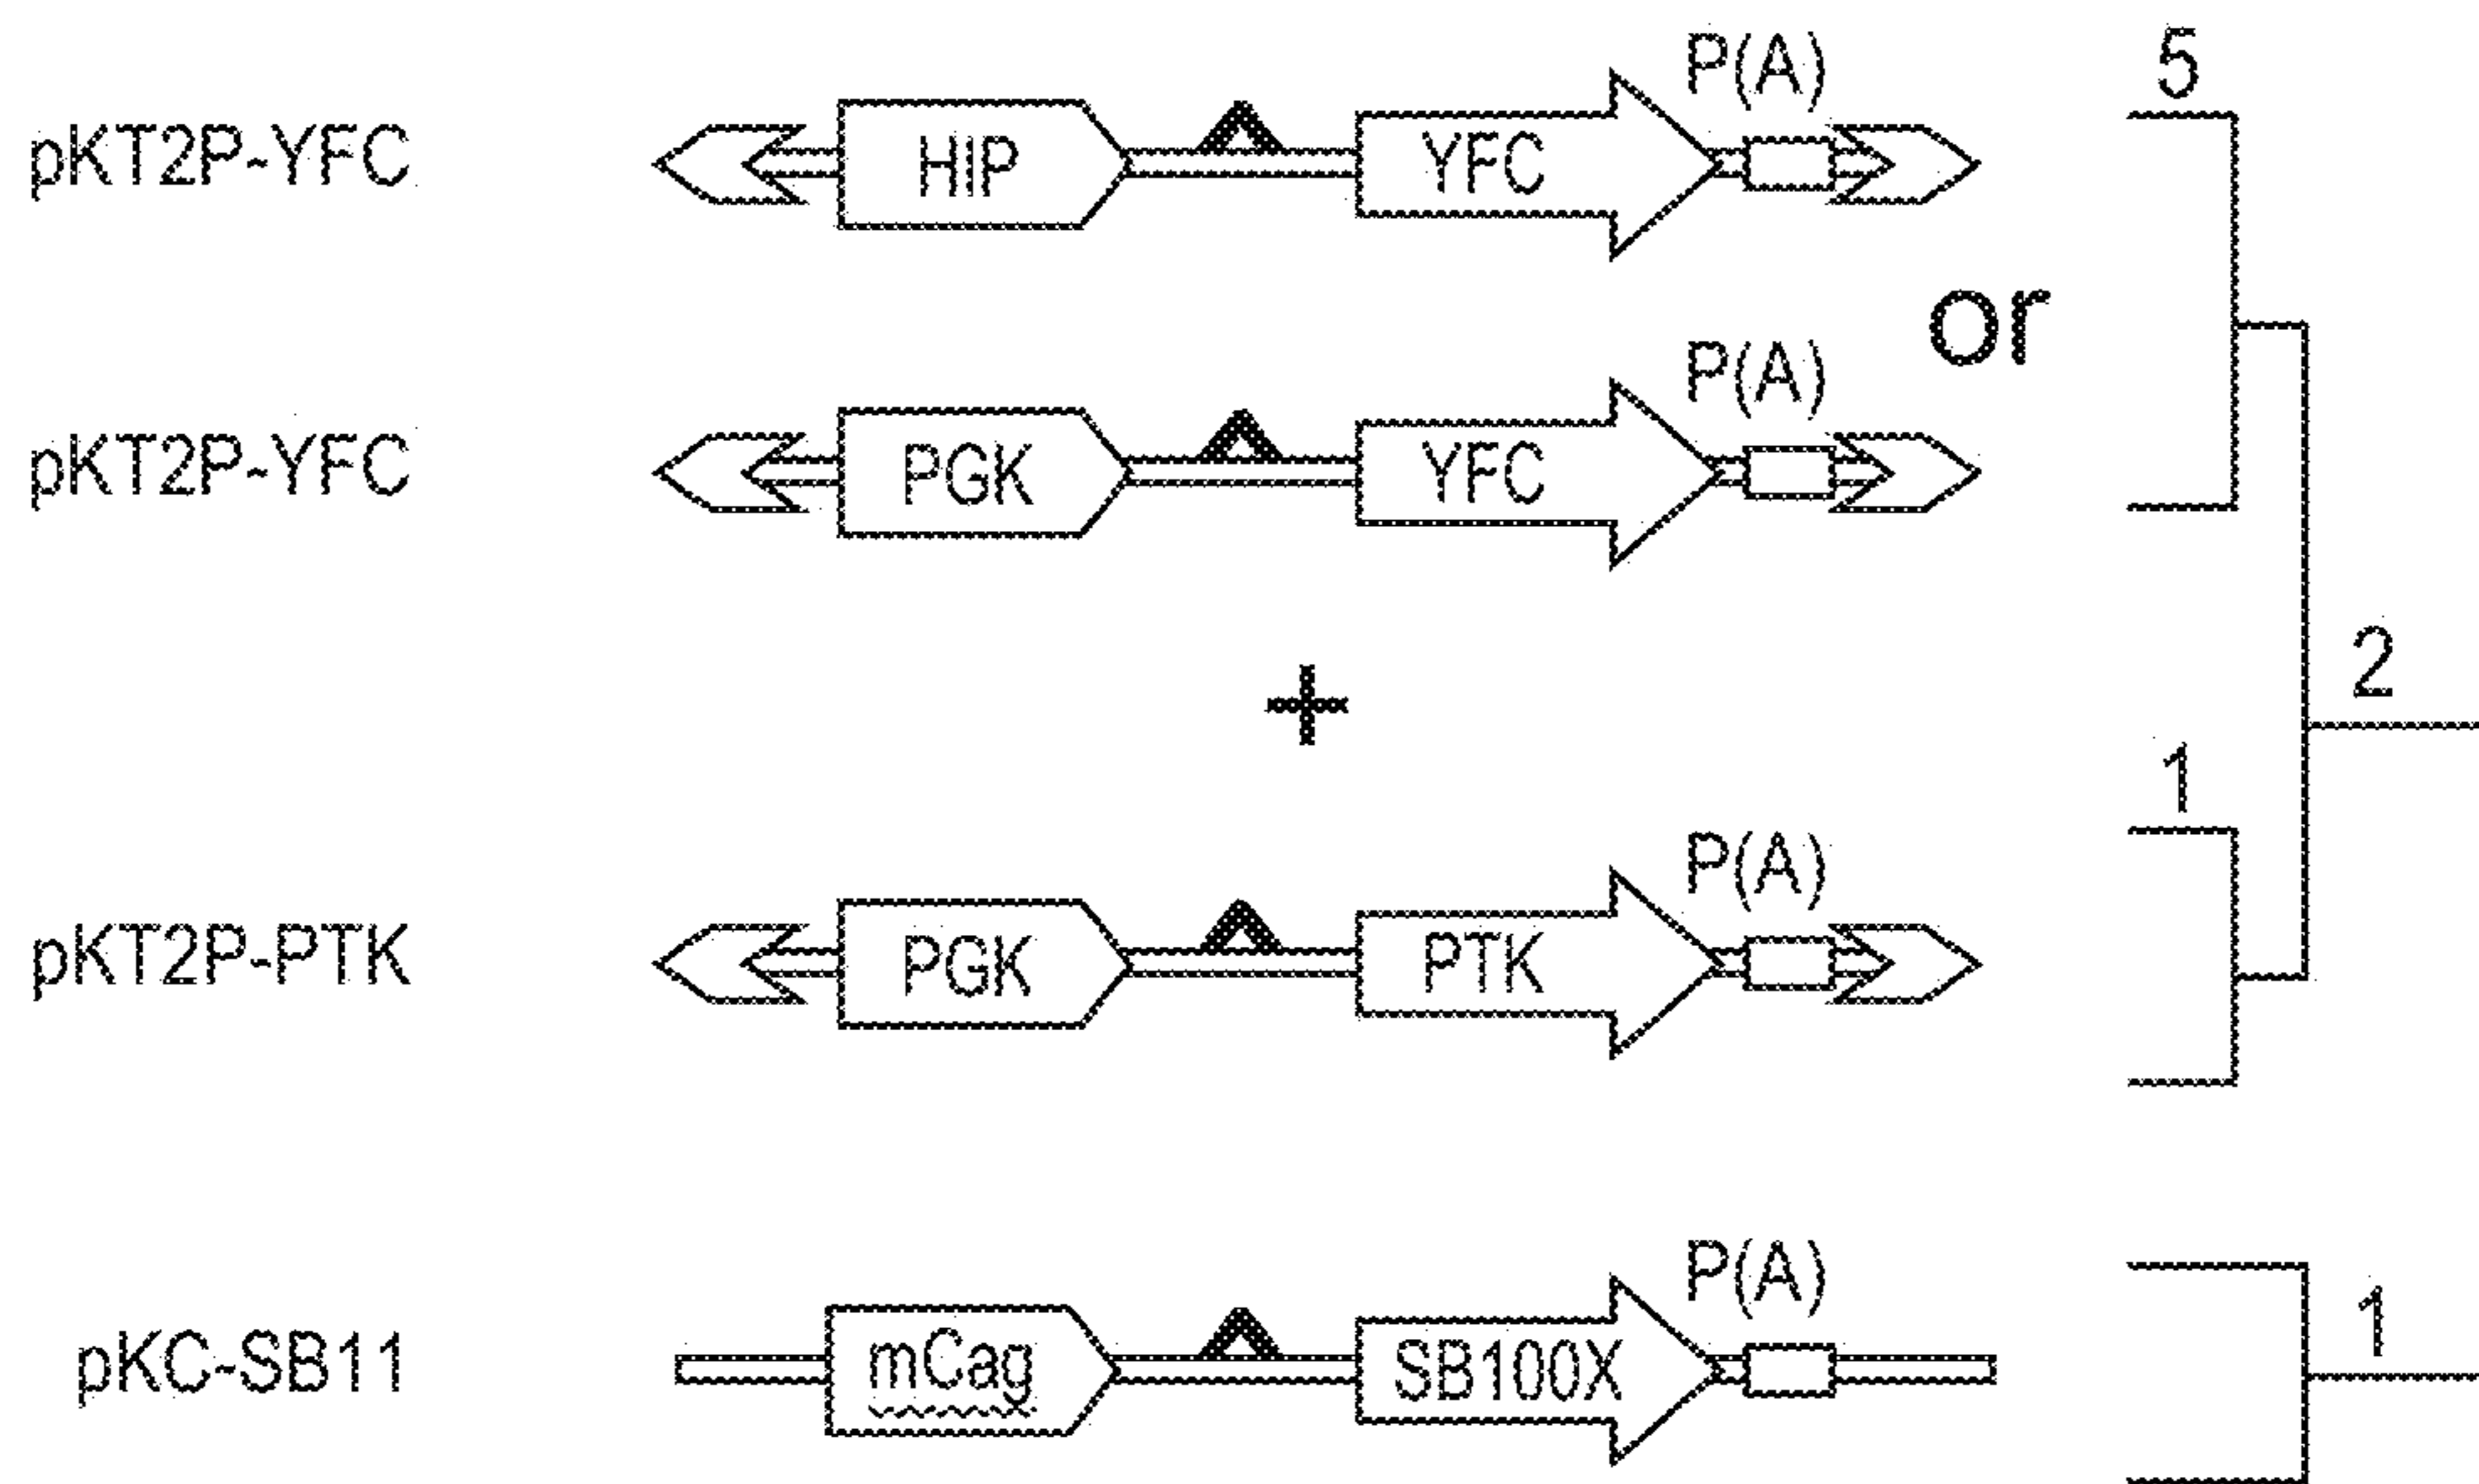 P(A) 5
pKT2P-YFC HIP YFC
or
P(A)
pKT2P-YFC PGK YFC
+ 2
1
P(A)
pKT2P-PTK PGK PTK
P(A) 1
pKC-SB11 mCag SB100X